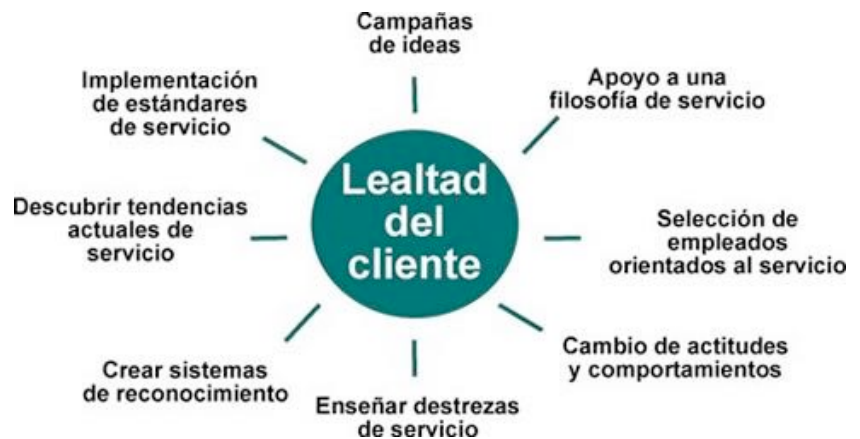 Campañas
de ideas
Apoyo a una
filosofía de servicio
Selección de
empleados
orientados al servicio
Cambio de actitudes
y comportamientos
Enseñar destrezas
de servicio
Crear sistemas
de reconocimiento
Descubrir tendencias
actuales de
servicio
Implementación
de estándares
de servicio
Lealtad
del
cliente